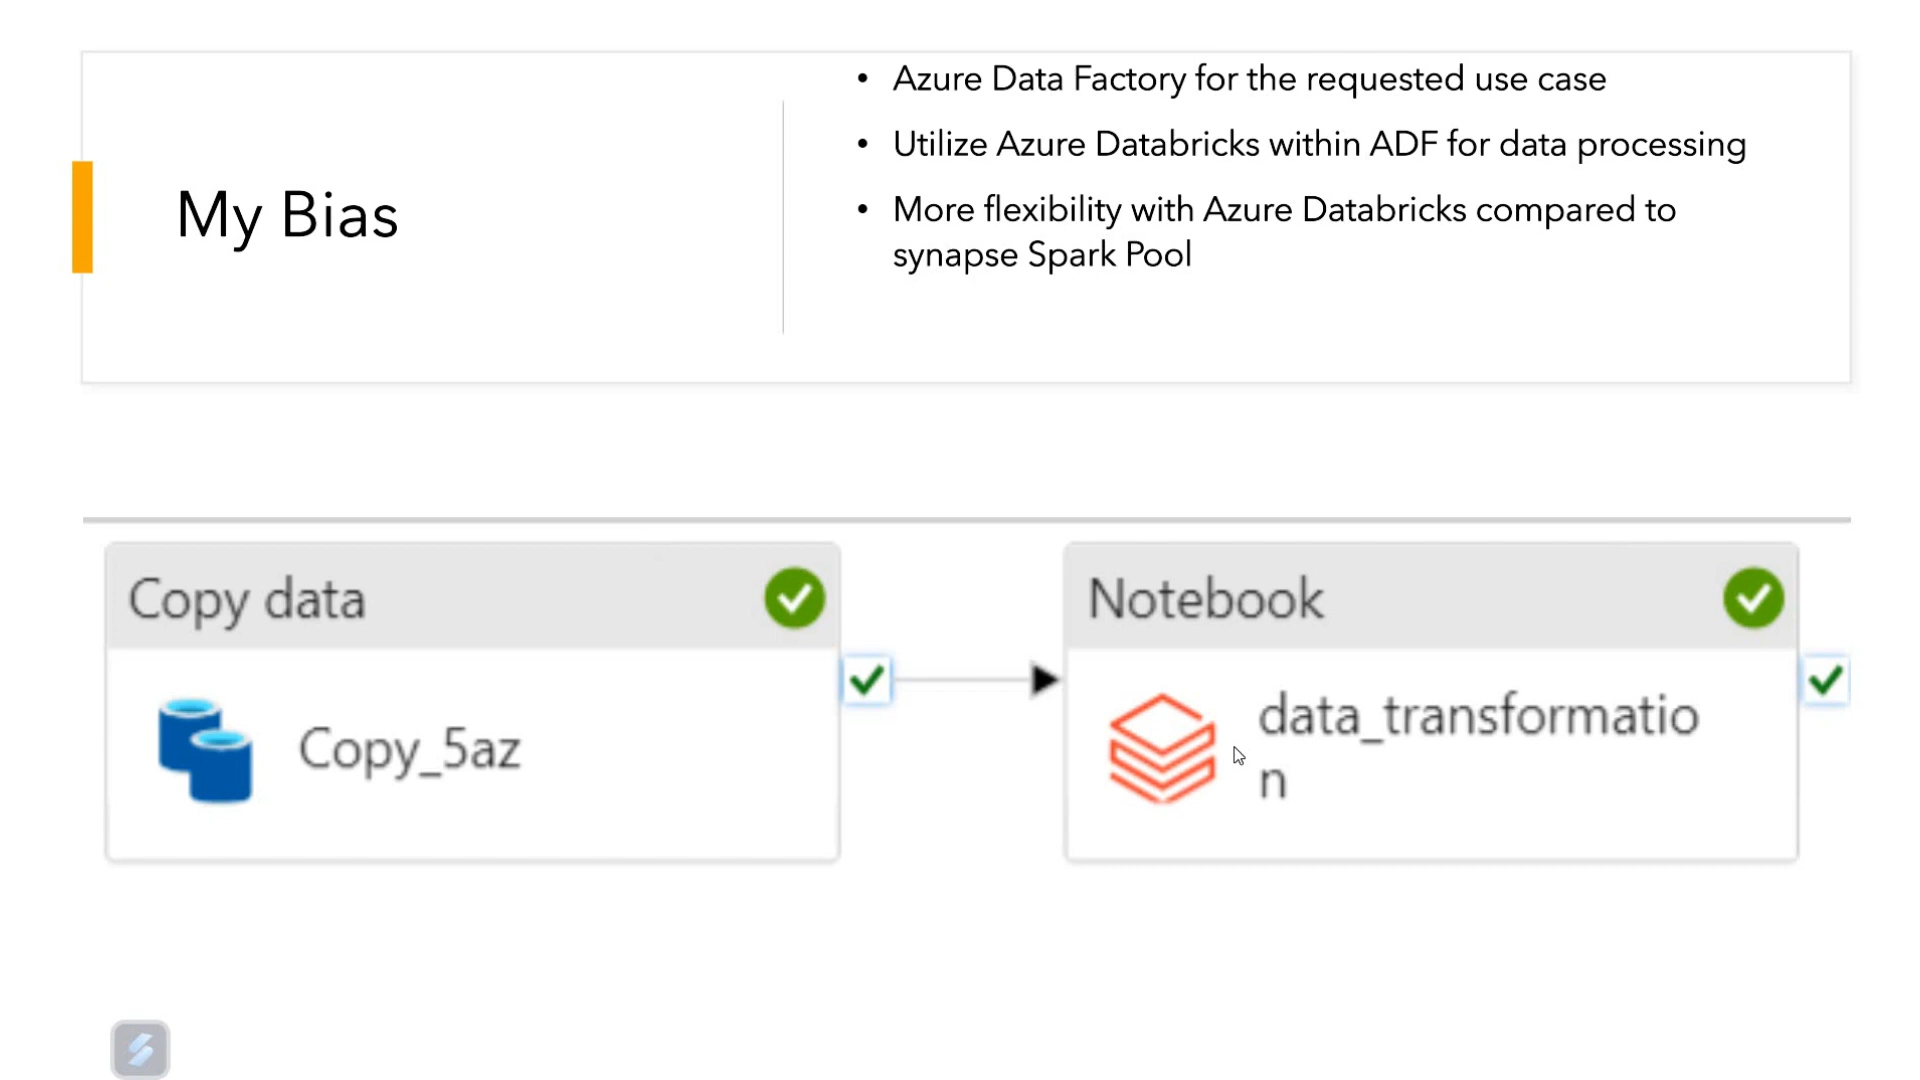 My Bias
• Azure Data Factory for the requested use case
• Utilize Azure Databricks within ADF for data processing
• More flexibility with Azure Databricks compared to
synapse Spark Pool
Copy data
Copy_5az
Notebook
data_transformatio
n